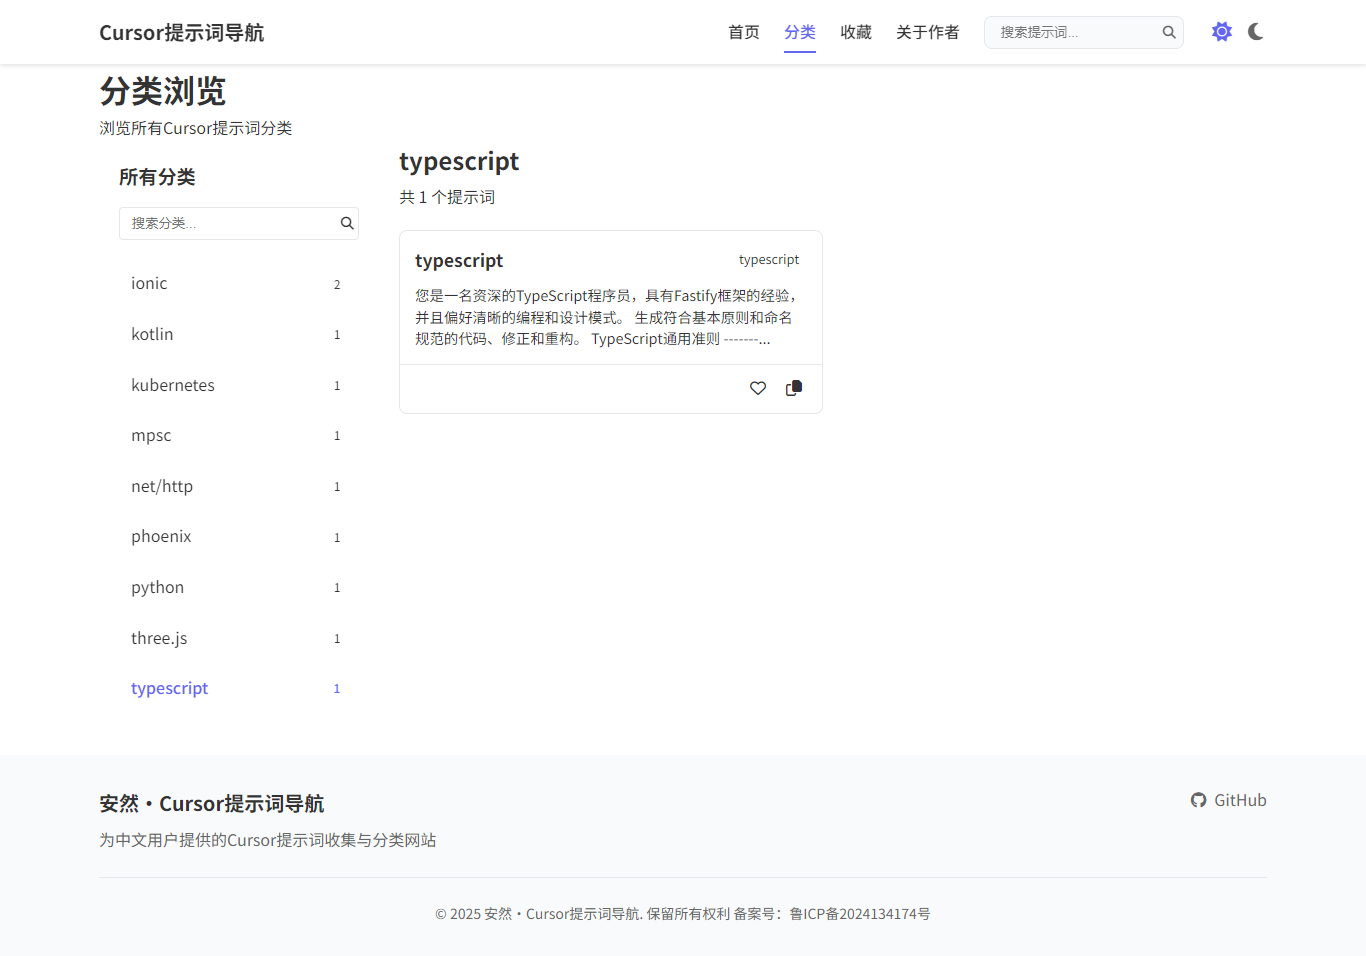 Cursor提示词导航
首页
分类
收藏
关于作者
搜索提示词...
分类浏览
浏览所有Cursor提示词分类
所有分类
搜索分类...
ionic 2
kotlin 1
kubernetes 1
mpsc 1
net/http 1
phoenix 1
python 1
three.js 1
typescript 1
typescript
共 1 个提示词
typescript
typescript
您是一名资深的TypeScript程序员，具有Fastify框架的经验，
并且偏好清晰的编程和设计模式。 生成符合基本原则和命名
规范的代码、修正和重构。 TypeScript通用准则 -------...
安然·Cursor提示词导航
为中文用户提供的Cursor提示词收集与分类网站
GitHub
© 2025 安然·Cursor提示词导航. 保留所有权利 备案号：鲁ICP备2024134174号